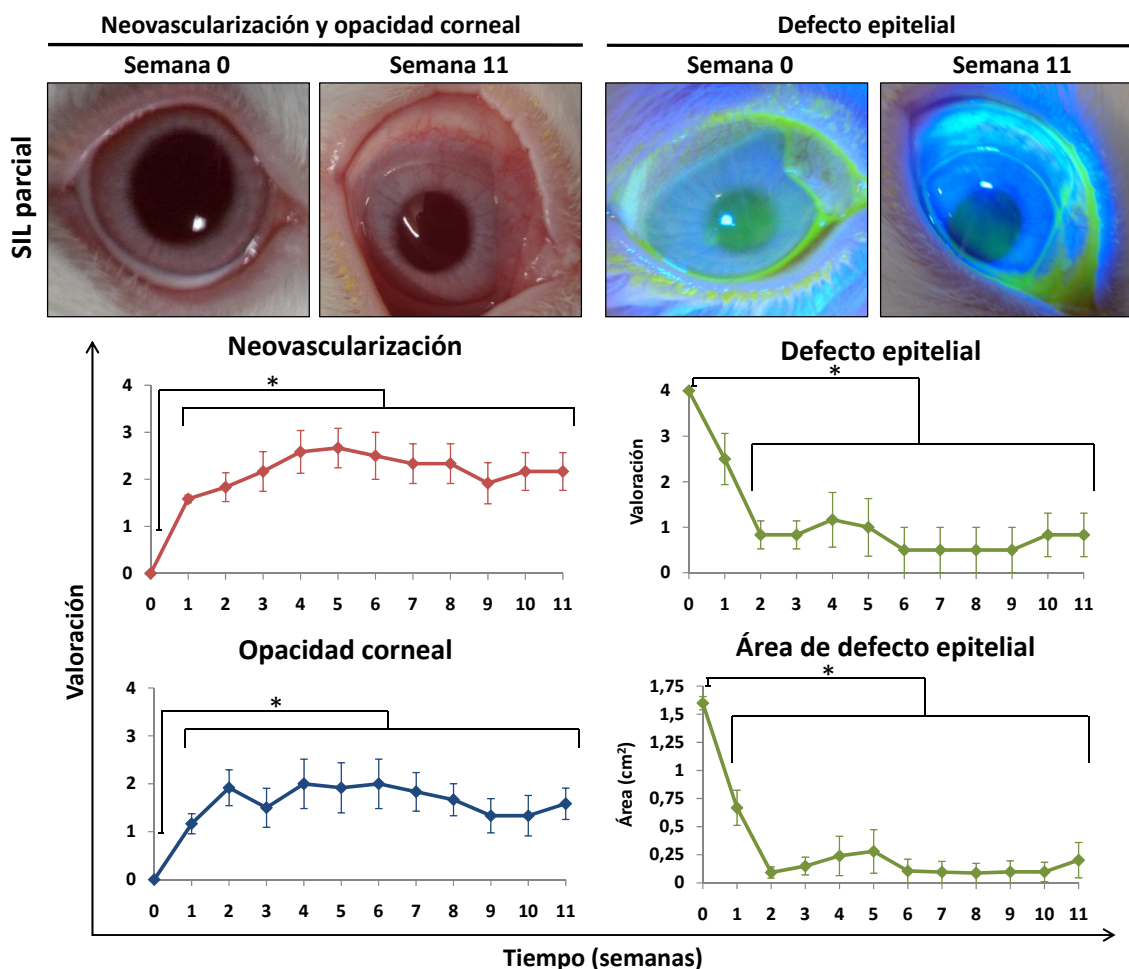 Neovascularización y opacidad corneal
Defecto epitelial
Semana 0
Semana 11
Semana 0
Semana 11
SIL parcial
Neovascularización
*
4
3
2
1
0
0 1 2 3 4 5 6 7 8 9 10 11
Defecto epitelial
*
Valoración
4
3
2
1
0
0 1 2 3 4 5 6 7 8 9 10 11
Valoración
Opacidad corneal
*
4
3
2
1
0
0 1 2 3 4 5 6 7 8 9 10 11
Área de defecto epitelial
*
Área (cm²)
1,75
1,5
1,25
1
0,75
0,5
0,25
0
0 1 2 3 4 5 6 7 8 9 10 11
Tiempo (semanas)